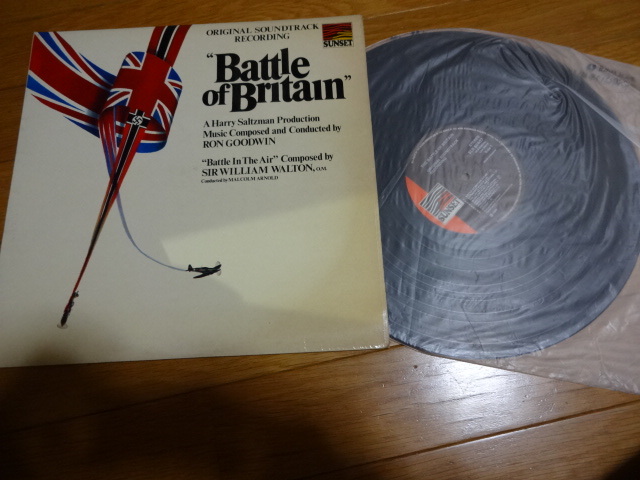 ORIGINAL SOUNDTRACK
RECORDING
SUNSET
"Battle
of Britain"
A Harry Saltzman Production
Music Composed and Conducted by
RON GOODWIN
"Battle In The Air" Composed by
SIR WILLIAM WALTON, O.M.
Conducted by MALCOLM ARNOLD
SUNSET